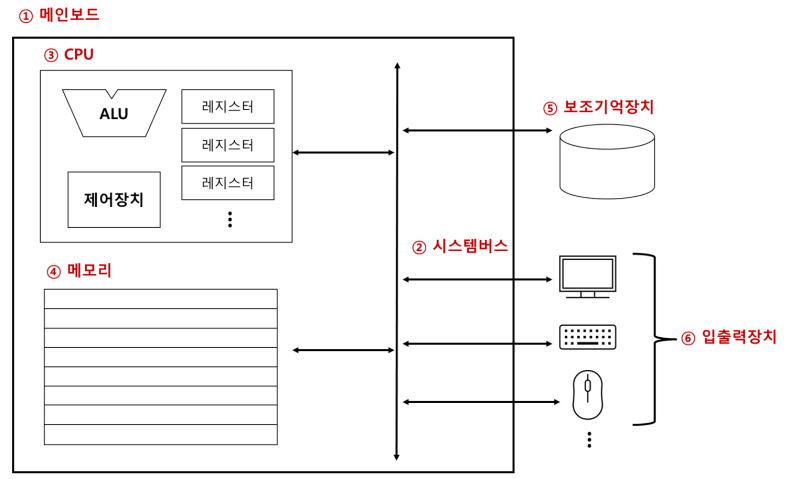 ① 메인보드
③ CPU
ALU
레지스터
레지스터
레지스터
제어장치
⑤ 보조기억장치
② 시스템버스
④ 메모리
⑥ 입출력장치